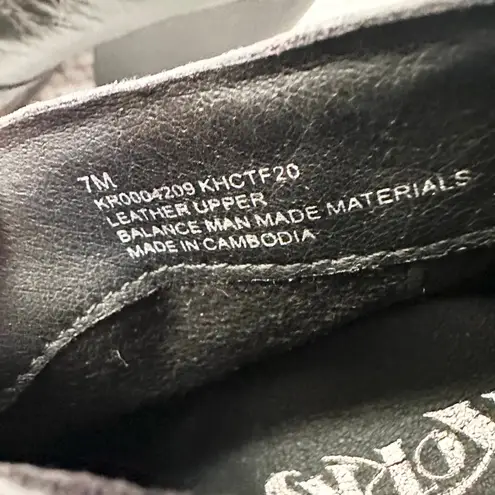 7M
KR0004209 KHCTF20
LEATHER UPPER
BALANCE MAN MADE MATERIALS
MADE IN CAMBODIA